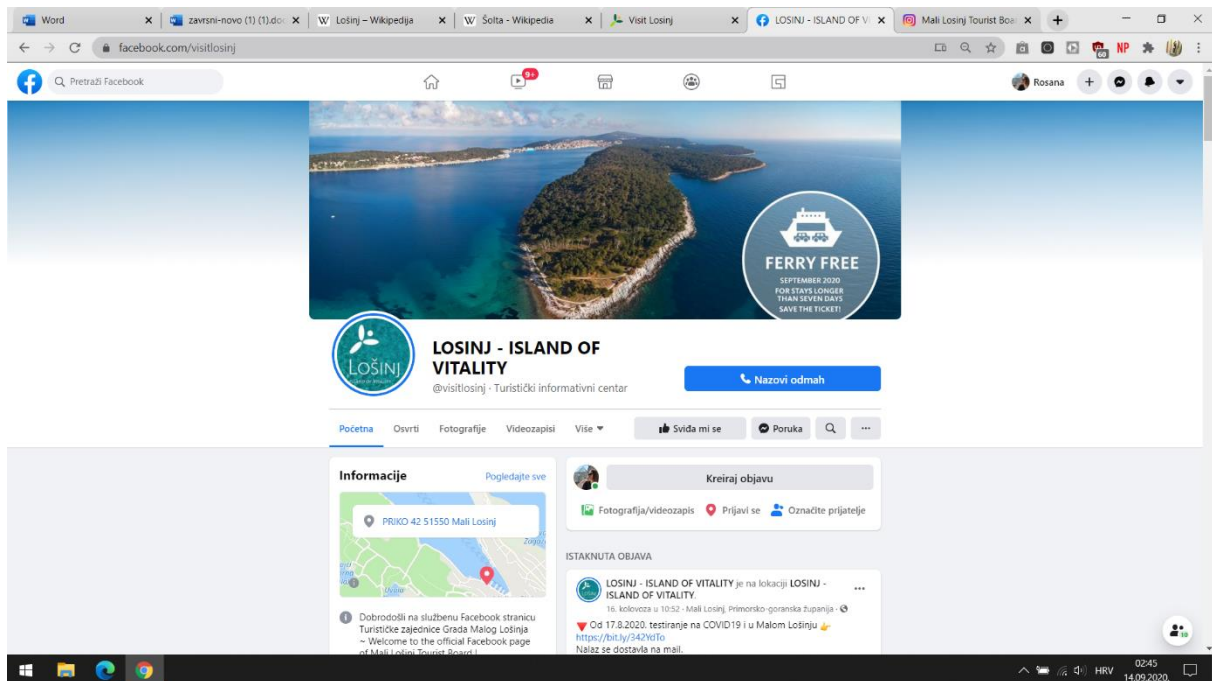 Word
zavrsni-novo (1) (1).doc
Lošinj – Wikipedija
Šolta - Wikipedia
Visit Losinj
LOSINJ - ISLAND OF V
Mali Losinj Tourist Boa
facebook.com/visitlosinj
60
NP
Pretraži Facebook
9+
Rosana
FERRY FREE
SEPTEMBER 2020
FOR STAYS LONGER
THAN SEVEN DAYS
SAVE THE TICKET!
LOŠINJ
LOSINJ - ISLAND OF
VITALITY
@visitlosinj · Turistički informativni centar
Nazovi odmah
Početna
Osvrti
Fotografije
Videozapisi
Više
Sviđa mi se
Poruka
Informacije
Pogledajte sve
PRIKO 42 51550 Mali Losinj
Dobrodošli na službenu Facebook stranicu
Turističke zajednice Grada Malog Lošinja
~ Welcome to the official Facebook page
of Mali Lošinj Tourist Board !
Kreiraj objavu
Fotografija/videozapis
Prijavi se
Označite prijatelje
ISTAKNUTA OBJAVA
LOSINJ - ISLAND OF VITALITY je na lokaciji LOSINJ -
ISLAND OF VITALITY.
16. kolovoza u 10:52 · Mali Losinj, Primorsko-goranska županija ·
Od 17.8.2020. testiranje na COVID19 i u Malom Lošinju
https://bit.ly/342YdTo
Nalaz se dostavlja na mail.
10
HRV
02:45
14.09.2020.